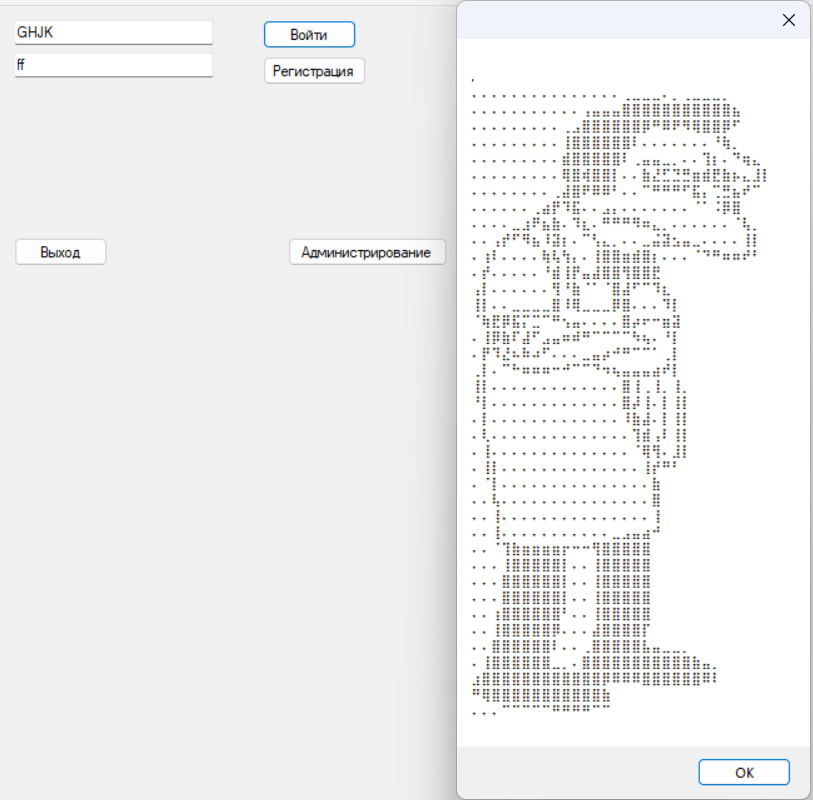 GHJK
Войти
ff
Регистрация
Выход
Администрирование
OK